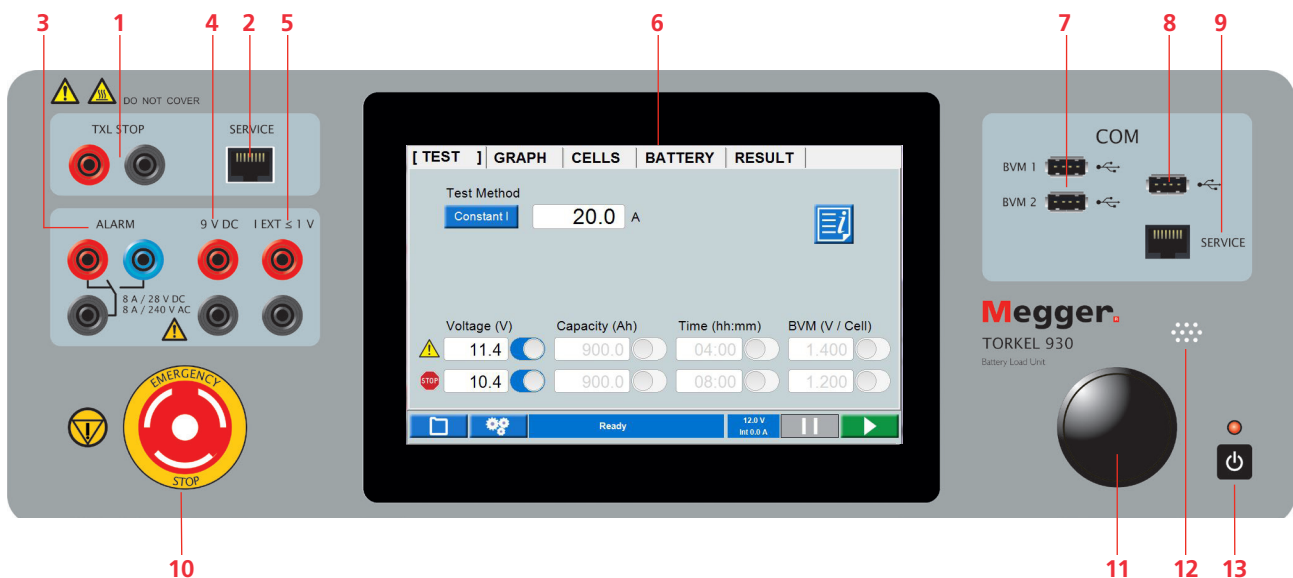 3 1 4 2 5 6 7 8 9
DO NOT COVER
TXL STOP SERVICE
ALARM 9 V DC I EXT ≤ 1 V
8 A / 28 V DC
8 A / 240 V AC
EMERGENCY
STOP
[ TEST ] GRAPH CELLS BATTERY RESULT
Test Method
Constant I 20.0 A
Voltage (V) Capacity (Ah) Time (hh:mm) BVM (V / Cell)
11.4 900.0 04:00 1.400
STOP 10.4 900.0 08:00 1.200
Ready 12.0 V
Int 0.0 A
COM
BVM 1
BVM 2
SERVICE
Megger.
TORKEL 930
Battery Load Unit
10 11 12 13